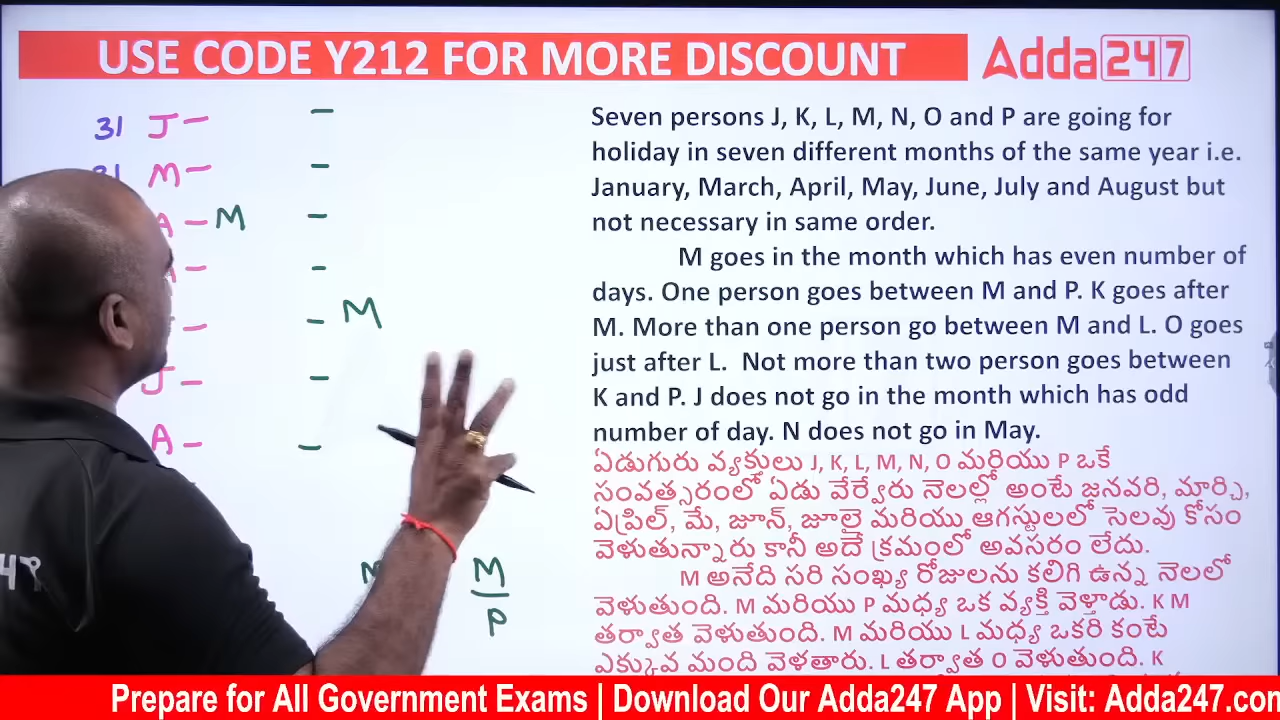 USE CODE Y212 FOR MORE DISCOUNT
Adda247
31 J-
M-
A-M
M
J-
A-
M
P
Seven persons J, K, L, M, N, O and P are going for
holiday in seven different months of the same year i.e.
January, March, April, May, June, July and August but
not necessary in same order.
M goes in the month which has even number of
days. One person goes between M and P. K goes after
M. More than one person go between M and L. O goes
just after L. Not more than two person goes between
K and P. J does not go in the month which has odd
number of day. N does not go in May.
ఏడుగురు వ్యక్తులు J, K, L, M, N, O మరియు P ఒకే
సంవత్సరంలో ఏడు వేర్వేరు నెలల్లో అంటే జనవరి, మార్చి,
ఏప్రిల్, మే, జూన్, జూలై మరియు ఆగస్టులలో సెలవు కోసం
వెళుతున్నారు కానీ అదే క్రమంలో అవసరం లేదు.
M అనేది సరి సంఖ్య రోజులను కలిగి ఉన్న నెలలో
వెళుతుంది. M మరియు P మధ్య ఒక వ్యక్తి వెళ్తాడు. K M
తర్వాత వెళుతుంది. M మరియు L మధ్య ఒకరి కంటే
ఎక్కువ మంది వెళతారు. L తర్వాత O వెళుతుంది. K
Prepare for All Government Exams | Download Our Adda247 App | Visit: Adda247.com